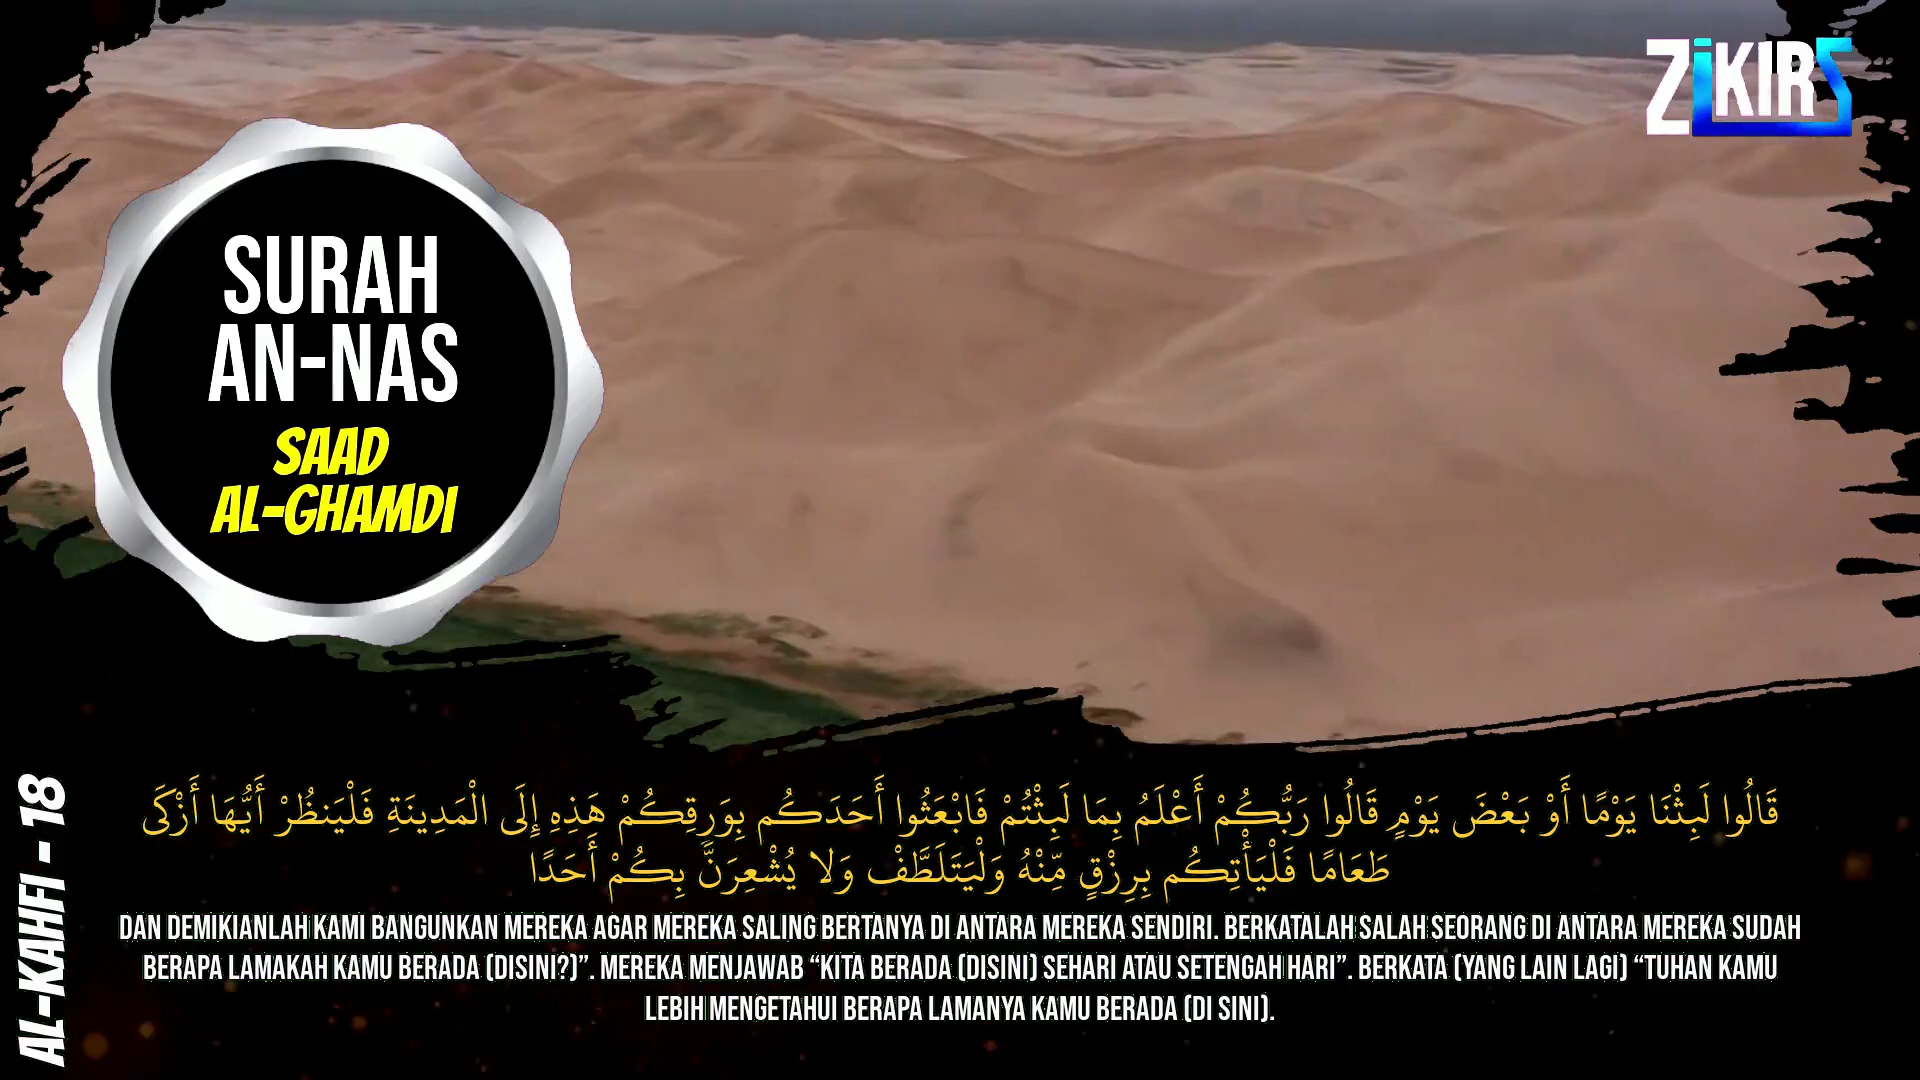 ZiKIRS
SURAH
AN-NAS
SAAD
AL-GHAMDI
AL-KAHFI - 18
قَالُوا لَبِثْنَا يَوْمًا أَوْ بَعْضَ يَوْمٍ قَالُوا رَبُّكُمْ أَعْلَمُ بِمَا لَبِثْتُمْ فَابْعَثُوا أَحَدَكُم بِوَرِقِكُمْ هَذِهِ إِلَى الْمَدِينَةِ فَلْيَنظُرْ أَيُّهَا أَزْكَى
طَعَامًا فَلْيَأْتِكُم بِرِزْقٍ مِّنْهُ وَلْيَتَلَطَّفْ وَلا يُشْعِرَنَّ بِكُمْ أَحَدًا
DAN DEMIKIANLAH KAMI BANGUNKAN MEREKA AGAR MEREKA SALING BERTANYA DI ANTARA MEREKA SENDIRI. BERKATALAH SALAH SEORANG DI ANTARA MEREKA SUDAH
BERAPA LAMAKAH KAMU BERADA (DISINI?)”. MEREKA MENJAWAB “KITA BERADA (DISINI) SEHARI ATAU SETENGAH HARI”. BERKATA (YANG LAIN LAGI) “TUHAN KAMU
LEBIH MENGETAHUI BERAPA LAMANYA KAMU BERADA (DI SINI).